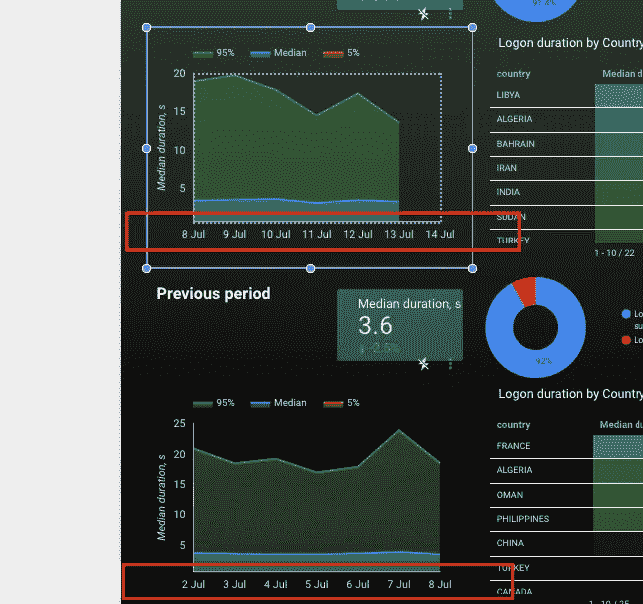 91.8%
Logon duration by Country
95% Median 5%
country Median d
20
LIBYA
15
ALGERIA
BAHRAIN
10
IRAN
5
INDIA
Median duration, s
SUDAN
8 Jul 9 Jul 10 Jul 11 Jul 12 Jul 13 Jul 14 Jul
TURKEY
1 - 10 / 22
Previous period
Median duration, s
3.6
-2.5%
92%
Lo
su
Lo
Logon duration by Country
95% Median 5%
country Median du
25
FRANCE
20
ALGERIA
15
OMAN
10
PHILIPPINES
5
CHINA
Median duration, s
TURKEY
2 Jul 3 Jul 4 Jul 5 Jul 6 Jul 7 Jul 8 Jul
CANADA
1 - 10 / 25